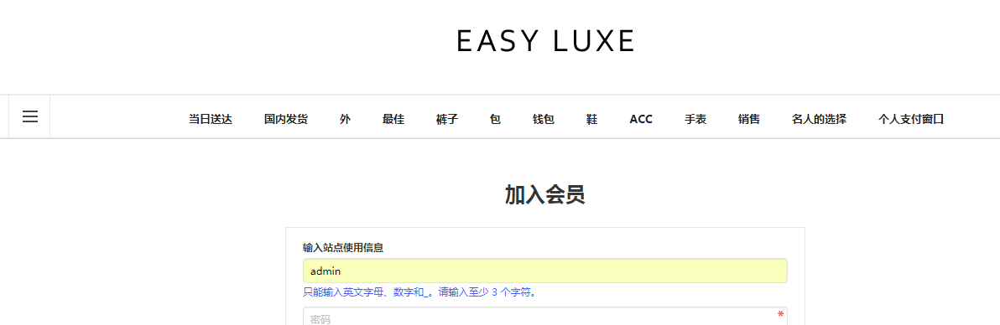 EASY LUXE
当日送达 国内发货 外 最佳 裤子 包 钱包 鞋 ACC 手表 销售 名人的选择 个人支付窗口
加入会员
输入站点使用信息
admin
只能输入英文字母、数字和_。请输入至少 3 个字符。
密码 *